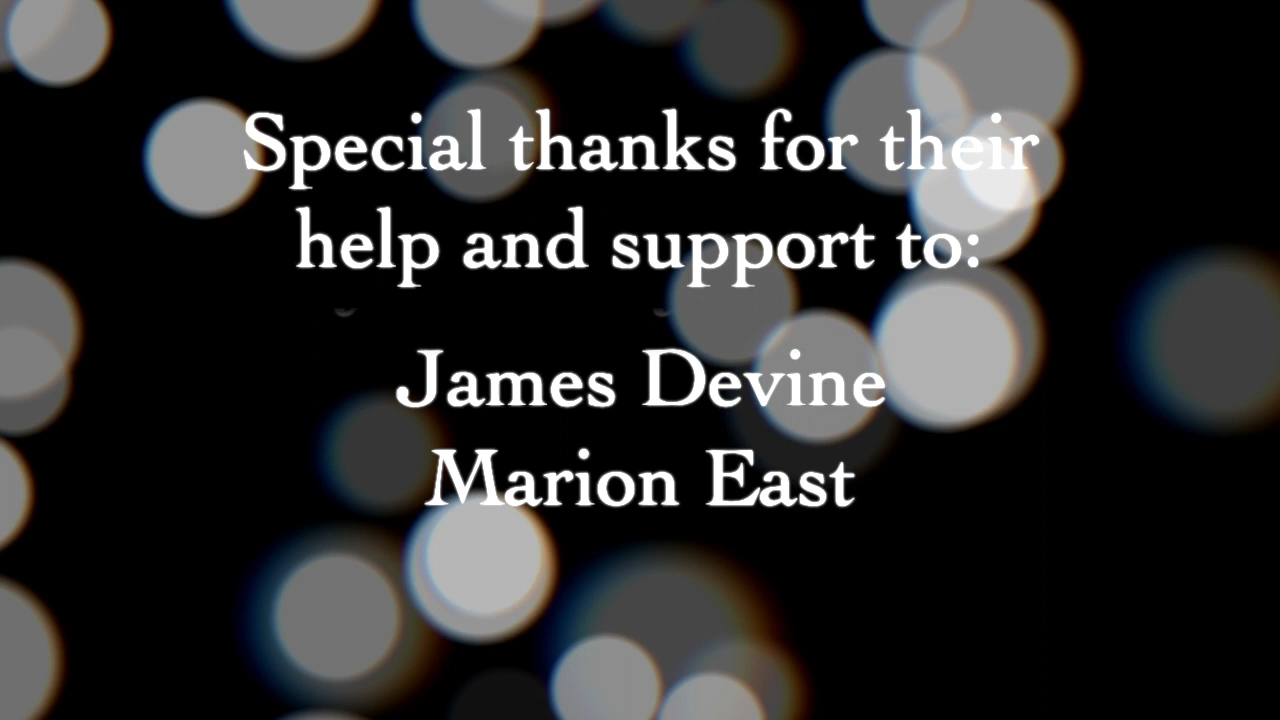 Special thanks for their
help and support to:
James Devine
Marion East